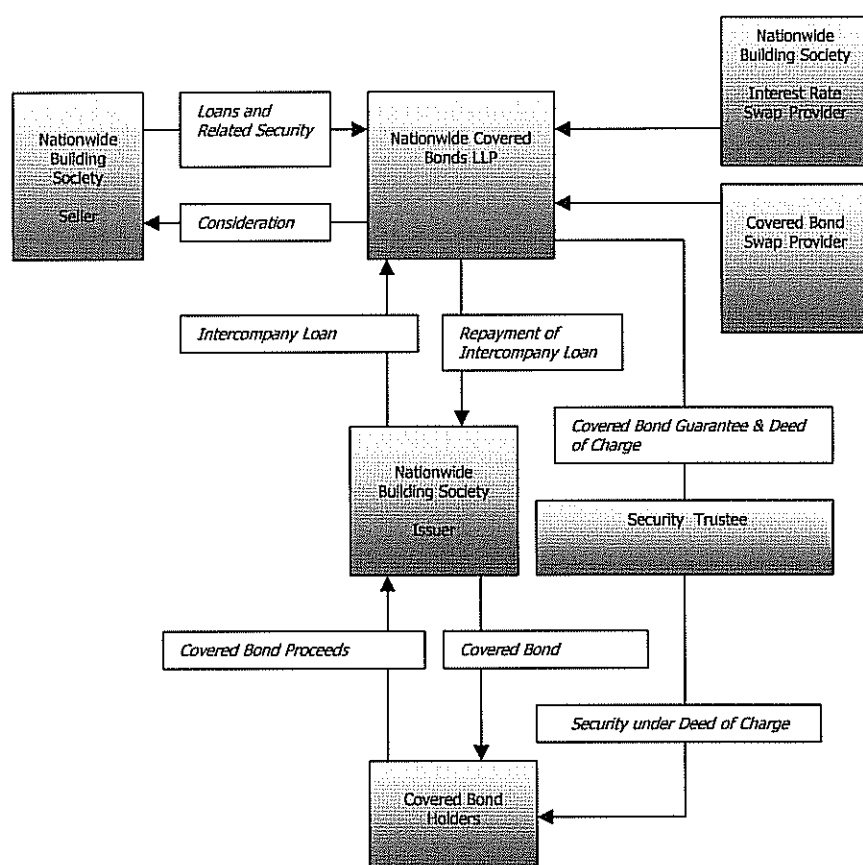 Nationwide
Building Society
Interest Rate
Swap Provider
Loans and
Related Security
Nationwide
Building
Society
Seller
Nationwide Covered
Bonds LLP
Consideration
Covered Bond
Swap Provider
Intercompany Loan
Repayment of
Intercompany Loan
Covered Bond Guarantee & Deed
of Charge
Nationwide
Building Society
Issuer
Security Trustee
Covered Bond Proceeds
Covered Bond
Security under Deed of Charge
Covered Bond
Holders